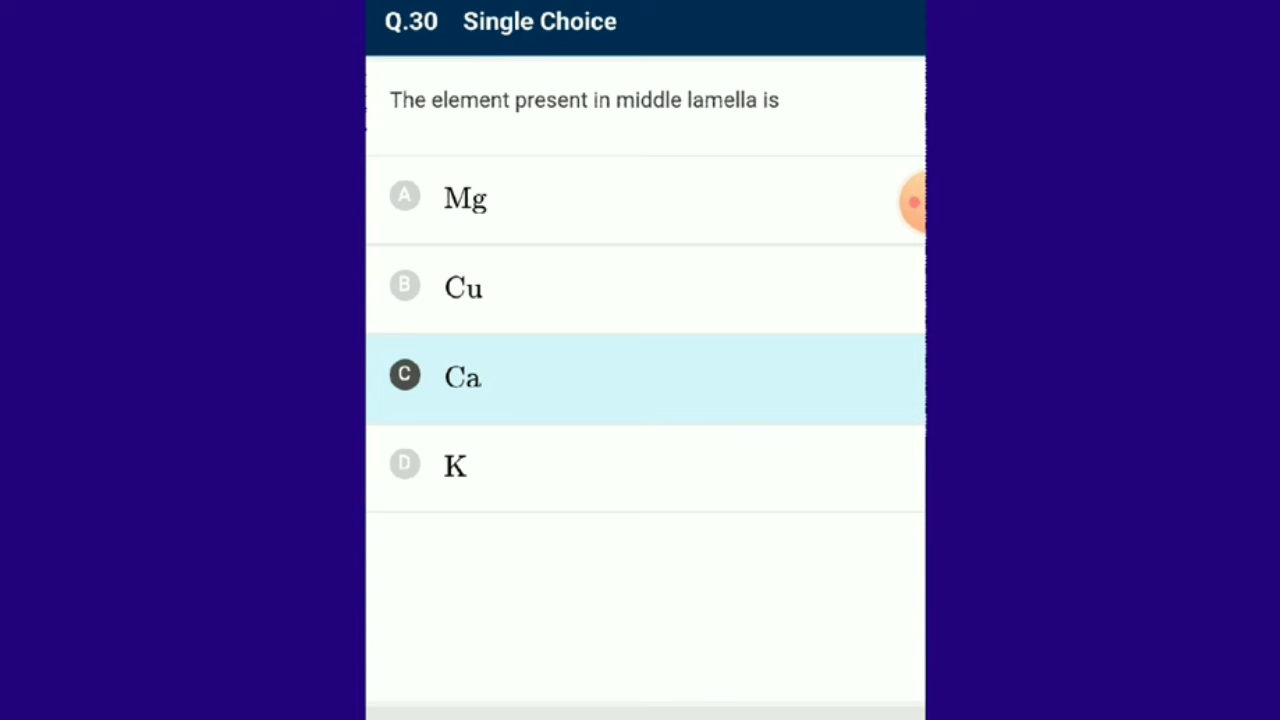 Q.30 Single Choice
The element present in middle lamella is
A Mg
B Cu
C Ca
D K